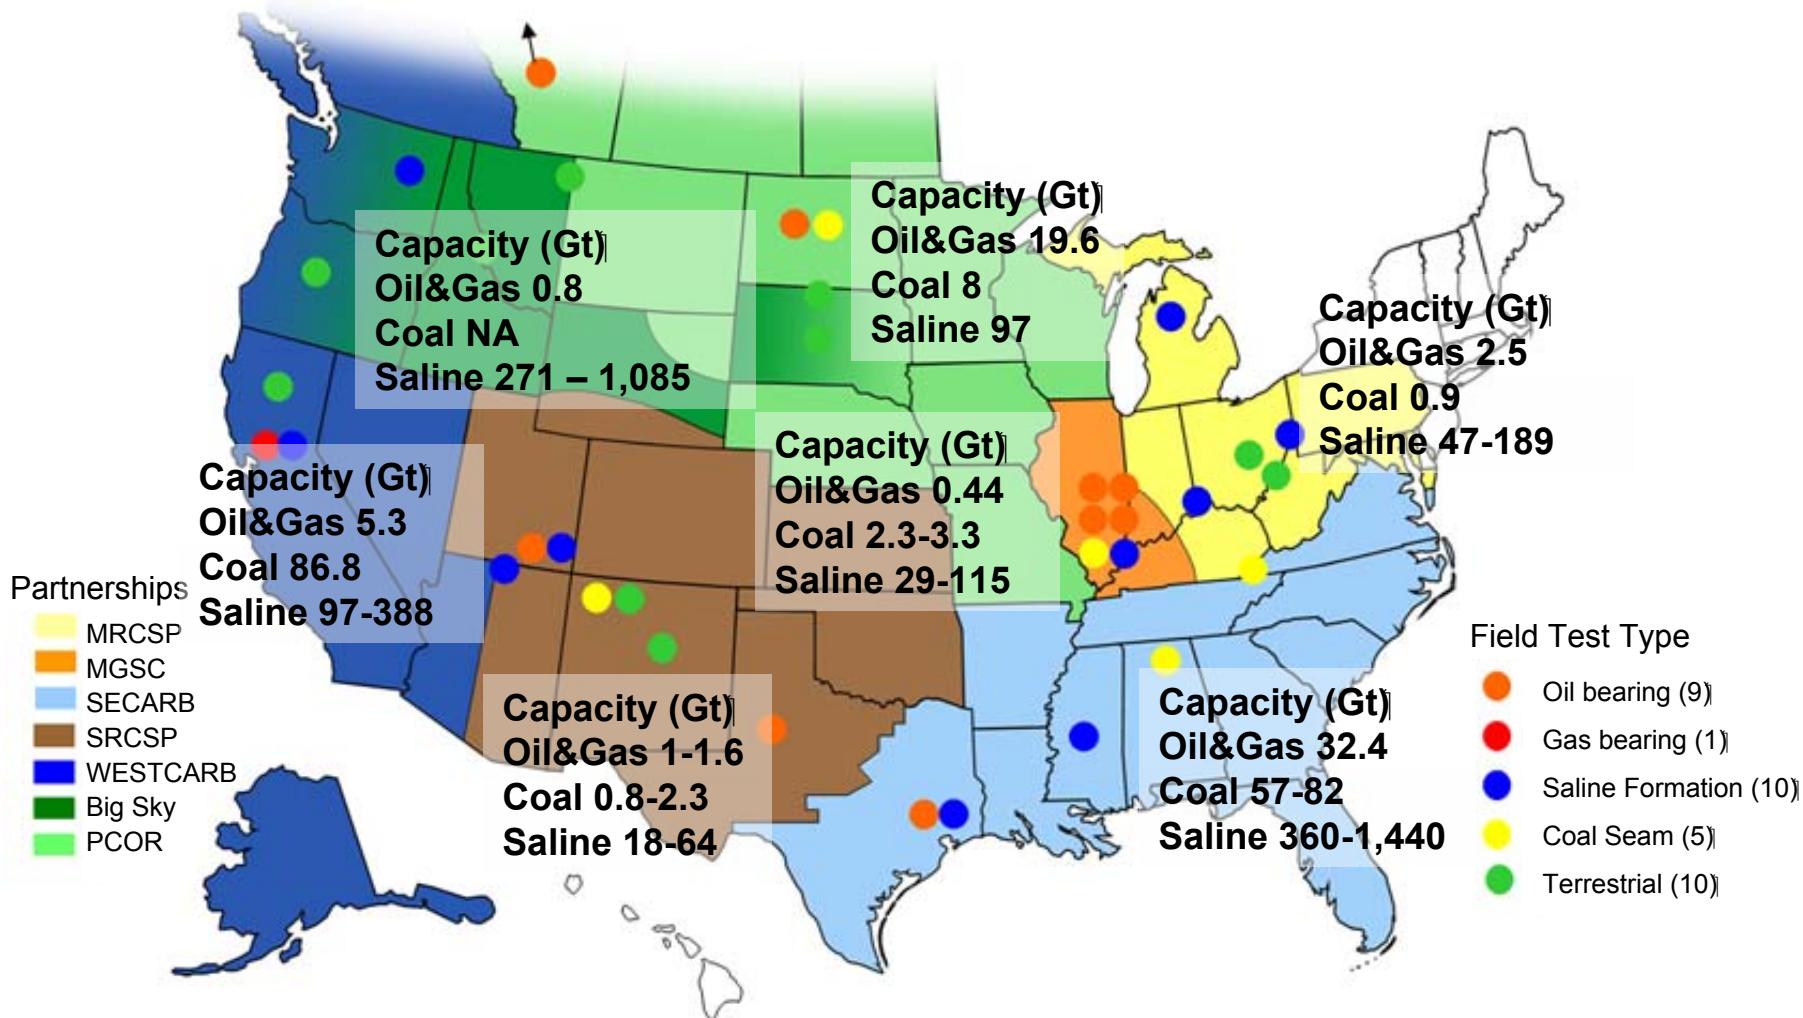 Capacity (Gt)
Oil&Gas 0.8
Coal NA
Saline 271 – 1,085
Capacity (Gt)
Oil&Gas 19.6
Coal 8
Saline 97
Capacity (Gt)
Oil&Gas 2.5
Coal 0.9
Saline 47-189
Capacity (Gt)
Oil&Gas 5.3
Coal 86.8
Saline 97-388
Capacity (Gt)
Oil&Gas 0.44
Coal 2.3-3.3
Saline 29-115
Capacity (Gt)
Oil&Gas 1-1.6
Coal 0.8-2.3
Saline 18-64
Capacity (Gt)
Oil&Gas 32.4
Coal 57-82
Saline 360-1,440
Partnerships
MRCSP
MGSC
SECARB
SRCSP
WESTCARB
Big Sky
PCOR
Field Test Type
Oil bearing (9)
Gas bearing (1)
Saline Formation (10)
Coal Seam (5)
Terrestrial (10)